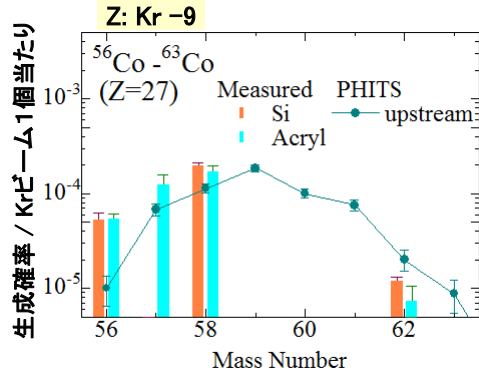 Z: Kr -9
⁵⁶Co -⁶³Co
(Z=27)
Measured PHITS
Si upstream
Acryl
生成確率 / Krビーム1個当たり
10⁻³
10⁻⁴
10⁻⁵
56 58 60 62
Mass Number